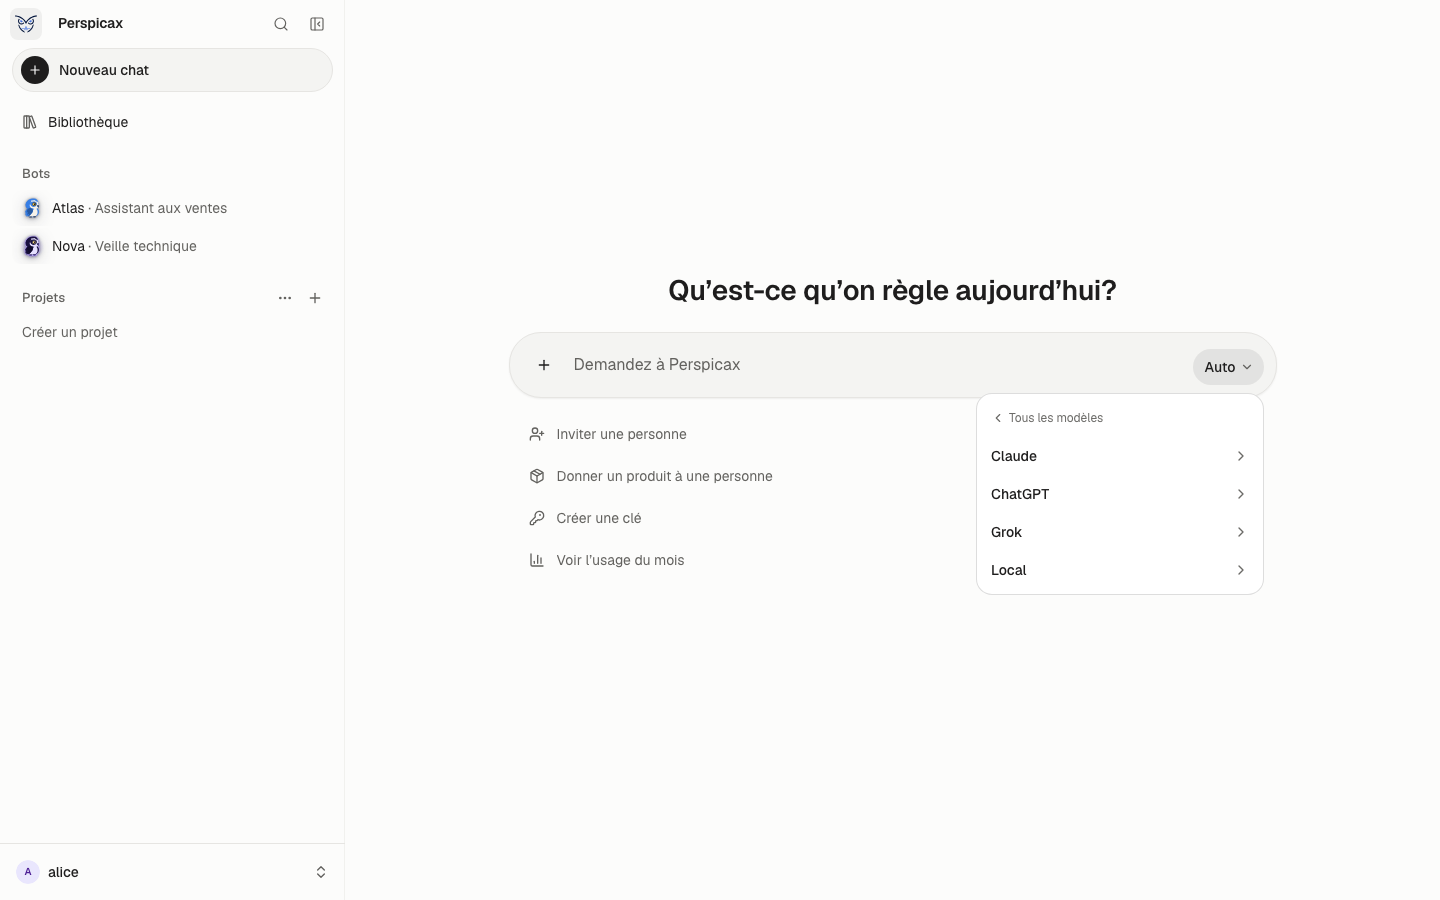 Perspicax
Nouveau chat
Bibliothèque
Bots
Atlas · Assistant aux ventes
Nova · Veille technique
Projets
Créer un projet
A
alice
Qu’est-ce qu’on règle aujourd’hui?
Demandez à Perspicax
Auto
Inviter une personne
Donner un produit à une personne
Créer une clé
Voir l’usage du mois
Tous les modèles
Claude
ChatGPT
Grok
Local